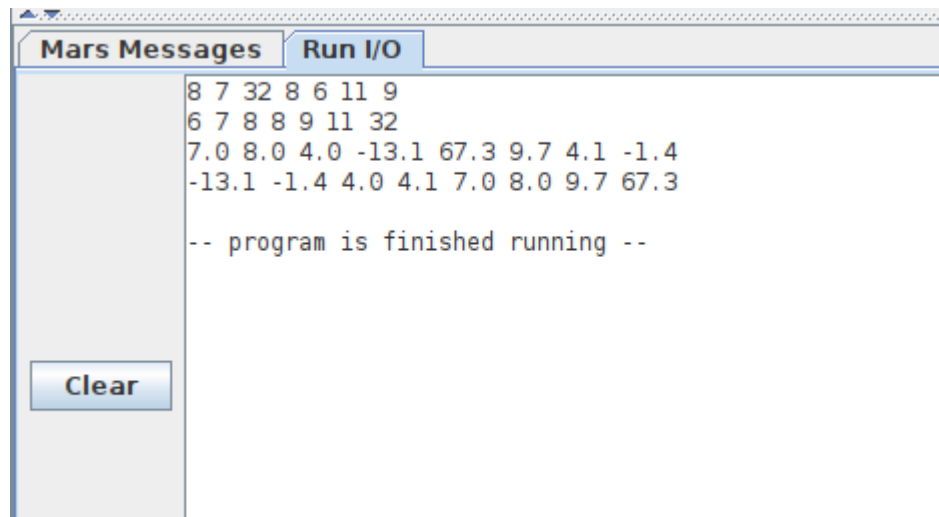 Mars Messages Run I/O
8 7 32 8 6 11 9
6 7 8 8 9 11 32
7.0 8.0 4.0 -13.1 67.3 9.7 4.1 -1.4
-13.1 -1.4 4.0 4.1 7.0 8.0 9.7 67.3
-- program is finished running --
Clear